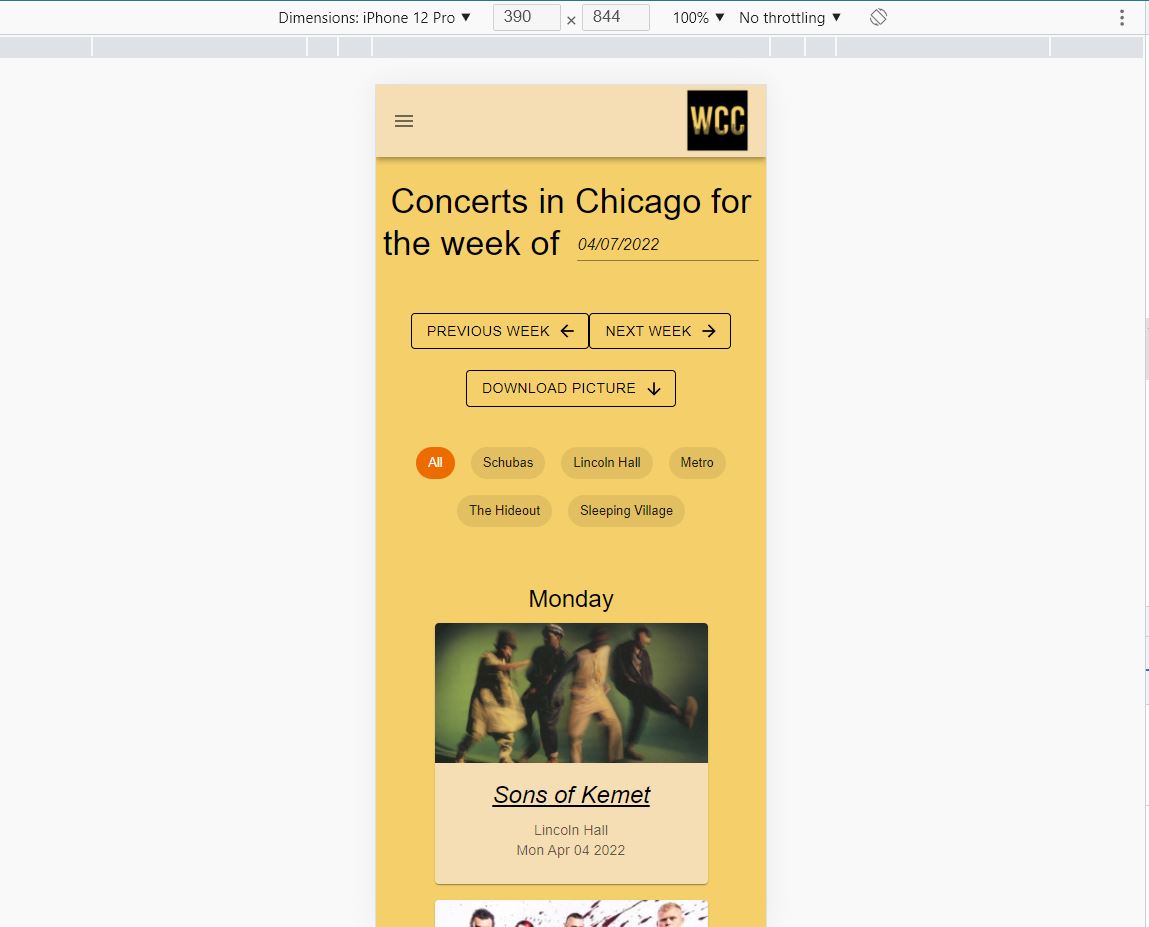 Dimensions: iPhone 12 Pro ▼ 390 × 844 100% ▼ No throttling ▼
WCC
Concerts in Chicago for
the week of 04/07/2022
PREVIOUS WEEK ← NEXT WEEK →
DOWNLOAD PICTURE ↓
All Schubas Lincoln Hall Metro
The Hideout Sleeping Village
Monday
Sons of Kemet
Lincoln Hall
Mon Apr 04 2022